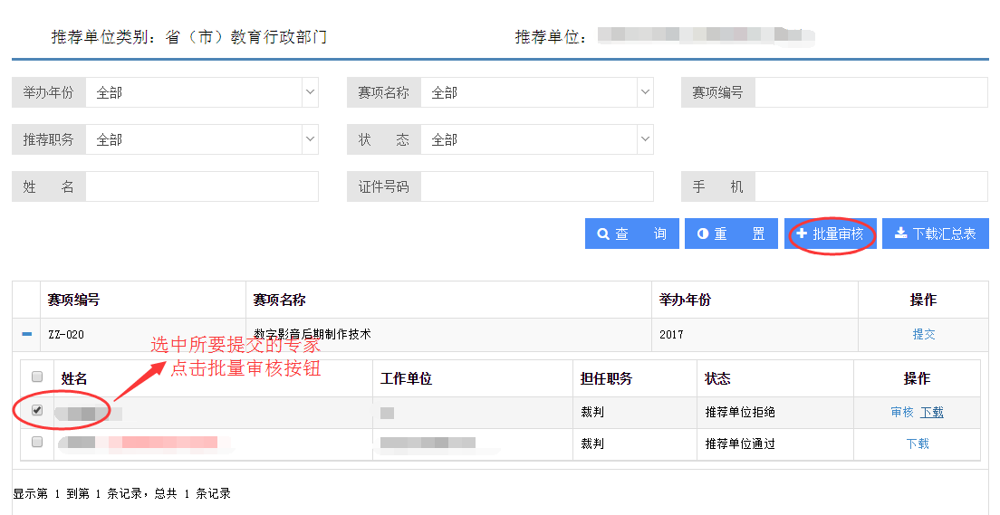 推荐单位类别：省（市）教育行政部门 推荐单位：
举办年份 全部 赛项名称 全部 赛项编号
推荐职务 全部 状 态 全部
姓 名 证件号码 手 机
查 询 重 置 批量审核 下载汇总表
赛项编号 赛项名称 举办年份 操作
ZZ-020 数字影音后期制作技术 2017 提交
选中所要提交的专家
点击批量审核按钮
姓名 工作单位 担任职务 状态 操作
裁判 推荐单位拒绝 审核 下载
裁判 推荐单位通过 下载
显示第 1 到第 1 条记录，总共 1 条记录